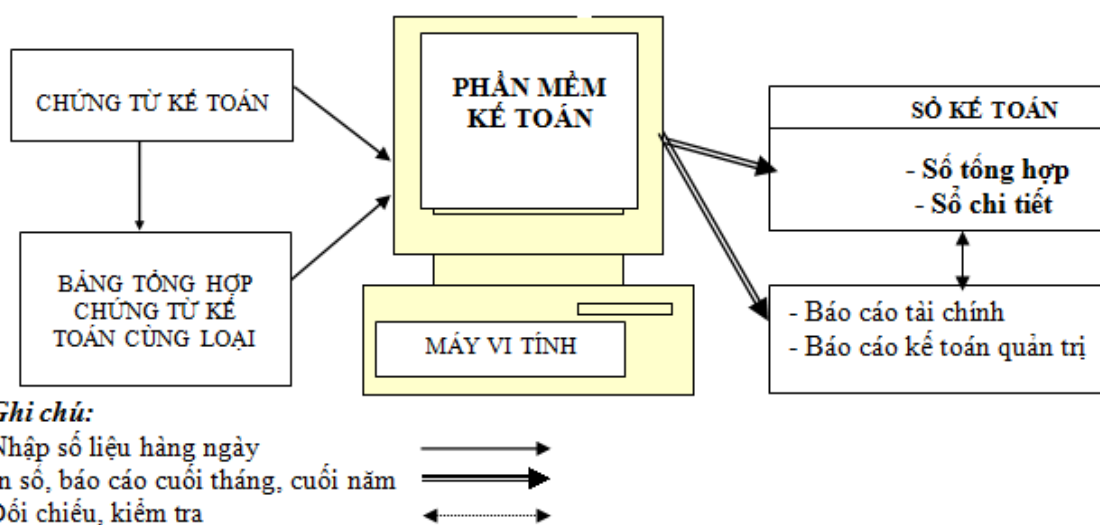 CHỨNG TỪ KẾ TOÁN
BẢNG TỔNG HỢP
CHỨNG TỪ KẾ
TOÁN CÙNG LOẠI
PHẦN MỀM
KẾ TOÁN
MÁY VI TÍNH
SỔ KẾ TOÁN
- Số tổng hợp
- Sổ chi tiết
- Báo cáo tài chính
- Báo cáo kế toán quản trị
Ghi chú:
Nhập số liệu hàng ngày
In số, báo cáo cuối tháng, cuối năm
Đối chiếu, kiểm tra